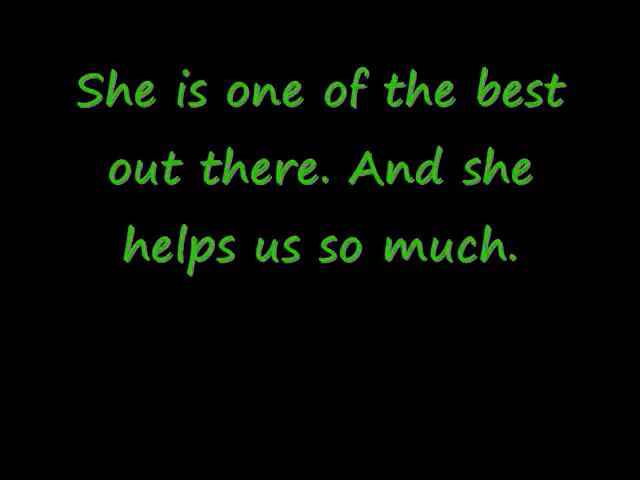 She is one of the best
out there. And she
helps us so much.